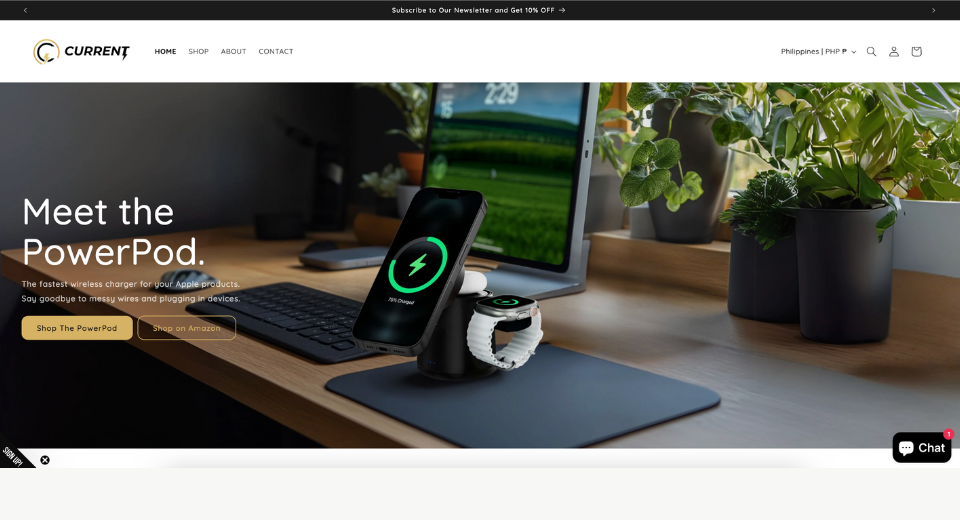 Subscribe to Our Newsletter and Get 10% OFF →
CURRENT
HOME
SHOP
ABOUT
CONTACT
Philippines | PHP ₱
2:29
Meet the
PowerPod.
The fastest wireless charger for your Apple products.
Say goodbye to messy wires and plugging in devices.
Shop The PowerPod
Shop on Amazon
75% Charged
SIGN UP!
1
Chat